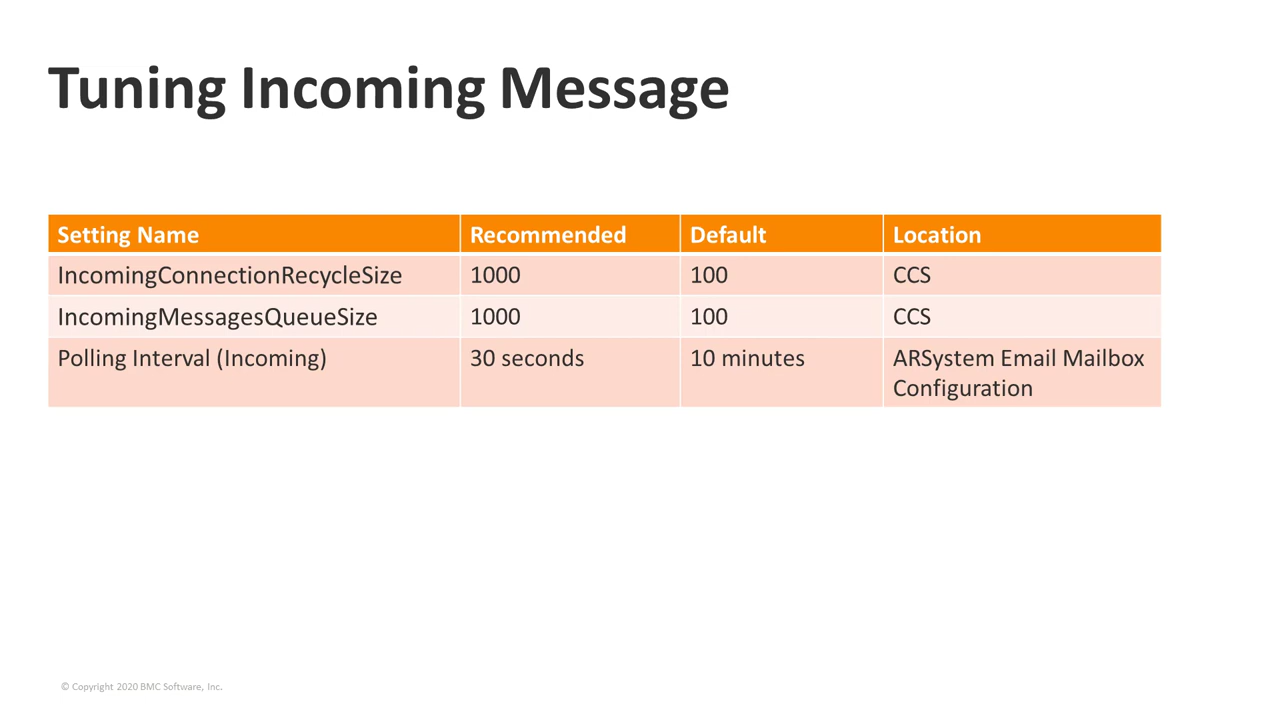 Tuning Incoming Message
Setting Name Recommended Default Location
IncomingConnectionRecycleSize 1000 100 CCS
IncomingMessagesQueueSize 1000 100 CCS
Polling Interval (Incoming) 30 seconds 10 minutes ARSystem Email Mailbox
Configuration
© Copyright 2020 BMC Software, Inc.